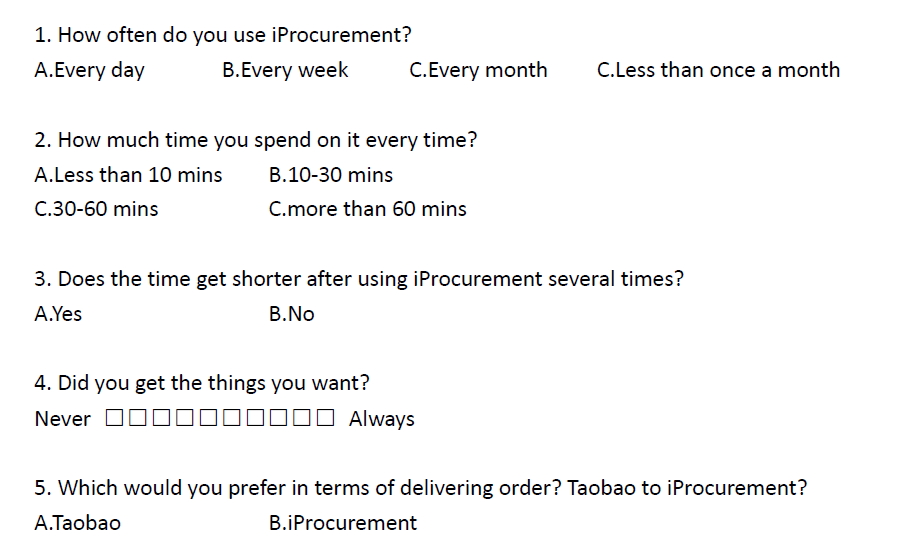 1. How often do you use iProcurement?
A.Every day B.Every week C.Every month C.Less than once a month
2. How much time you spend on it every time?
A.Less than 10 mins B.10-30 mins
C.30-60 mins C.more than 60 mins
3. Does the time get shorter after using iProcurement several times?
A.Yes B.No
4. Did you get the things you want?
Never □□□□□□□□□□ Always
5. Which would you prefer in terms of delivering order? Taobao to iProcurement?
A.Taobao B.iProcurement